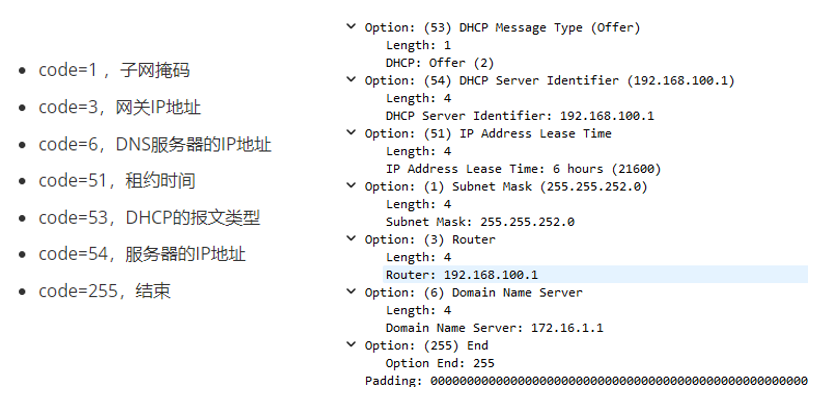 code=1 ，子网掩码
code=3，网关IP地址
code=6，DNS服务器的IP地址
code=51，租约时间
code=53，DHCP的报文类型
code=54，服务器的IP地址
code=255，结束
Option: (53) DHCP Message Type (Offer)
Length: 1
DHCP: Offer (2)
Option: (54) DHCP Server Identifier (192.168.100.1)
Length: 4
DHCP Server Identifier: 192.168.100.1
Option: (51) IP Address Lease Time
Length: 4
IP Address Lease Time: 6 hours (21600)
Option: (1) Subnet Mask (255.255.252.0)
Length: 4
Subnet Mask: 255.255.252.0
Option: (3) Router
Length: 4
Router: 192.168.100.1
Option: (6) Domain Name Server
Length: 4
Domain Name Server: 172.16.1.1
Option: (255) End
Option End: 255
Padding: 000000000000000000000000000000000000000000000000